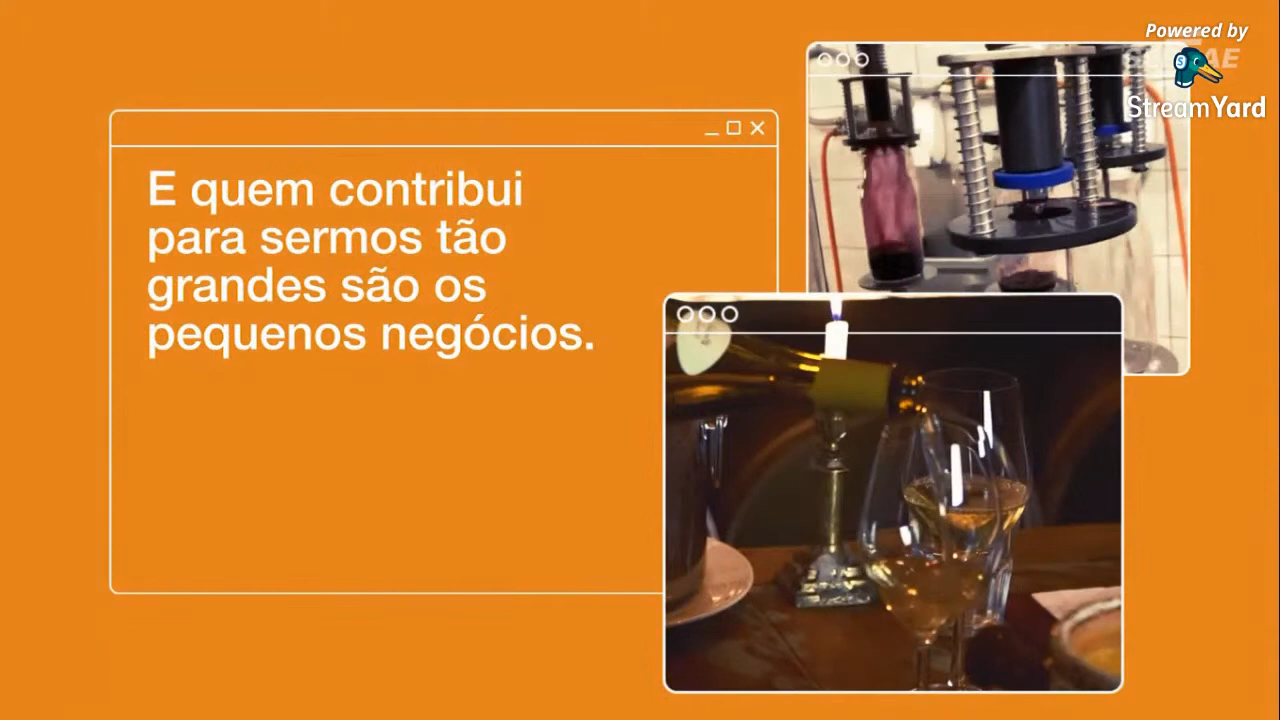 Powered by
StreamYard
E quem contribui
para sermos tão
grandes são os
pequenos negócios.